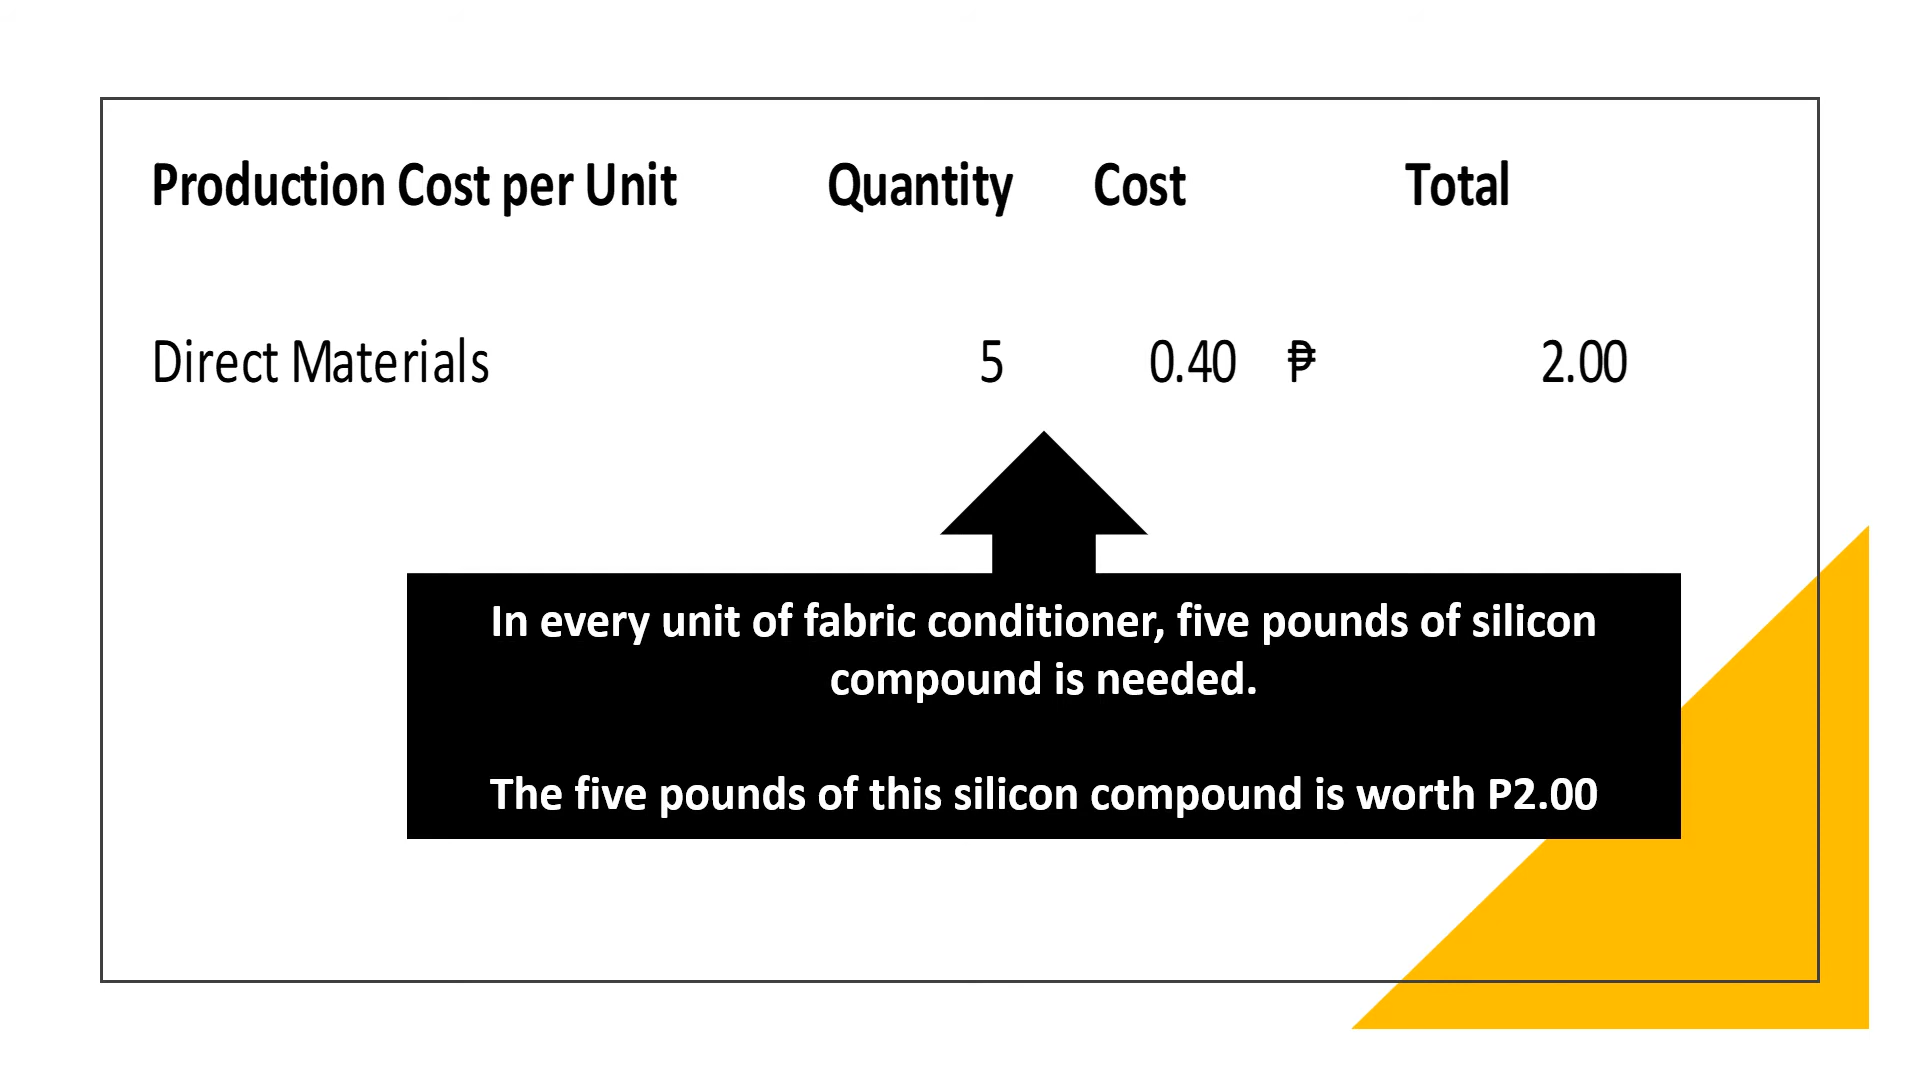 Production Cost per Unit Quantity Cost Total
Direct Materials 5 0.40 ₱ 2.00
In every unit of fabric conditioner, five pounds of silicon
compound is needed.
The five pounds of this silicon compound is worth P2.00